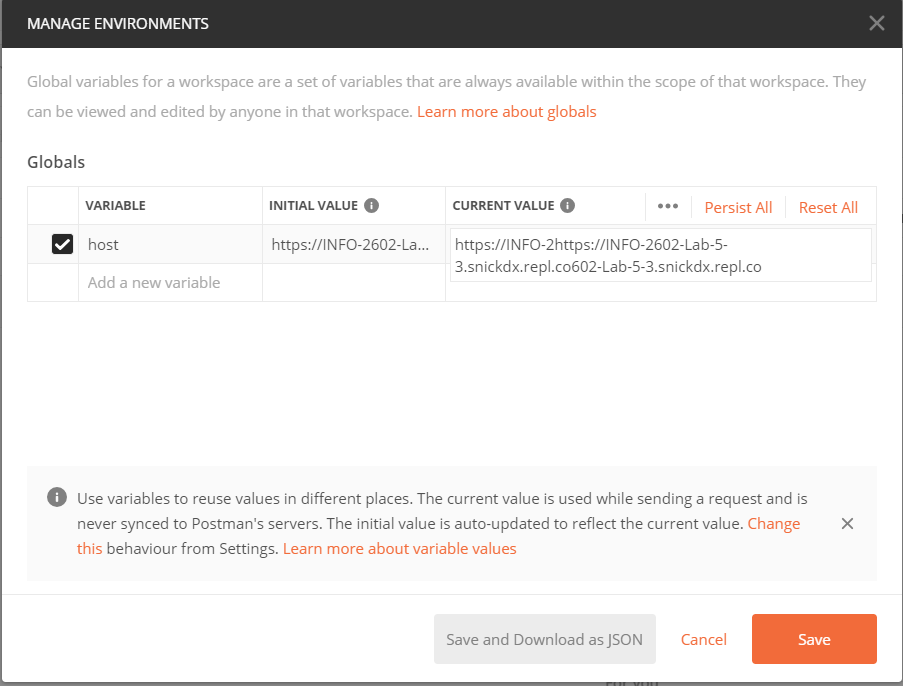 MANAGE ENVIRONMENTS
Global variables for a workspace are a set of variables that are always available within the scope of that workspace. They
can be viewed and edited by anyone in that workspace. Learn more about globals
Globals
VARIABLE INITIAL VALUE CURRENT VALUE Persist All Reset All
host https://INFO-2602-La... https://INFO-2https://INFO-2602-Lab-5-
3.snickdx.repl.co602-Lab-5-3.snickdx.repl.co
Add a new variable
Use variables to reuse values in different places. The current value is used while sending a request and is
never synced to Postman's servers. The initial value is auto-updated to reflect the current value. Change
this behaviour from Settings. Learn more about variable values
Save and Download as JSON Cancel Save